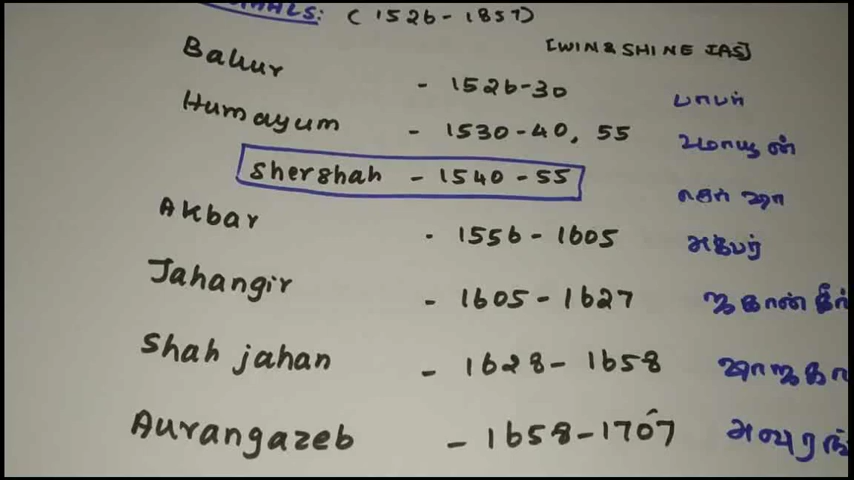 (1526-1857)
[WIN & SHINE IAS]
Babur - 1526-30 பாபர்
Humayum - 1530-40, 55
Shershah - 1540-55
Akbar - 1556-1605 அக்பர்
Jahangir - 1605-1627
Shah jahan - 1628-1658
Aurangazeb - 1658-1707